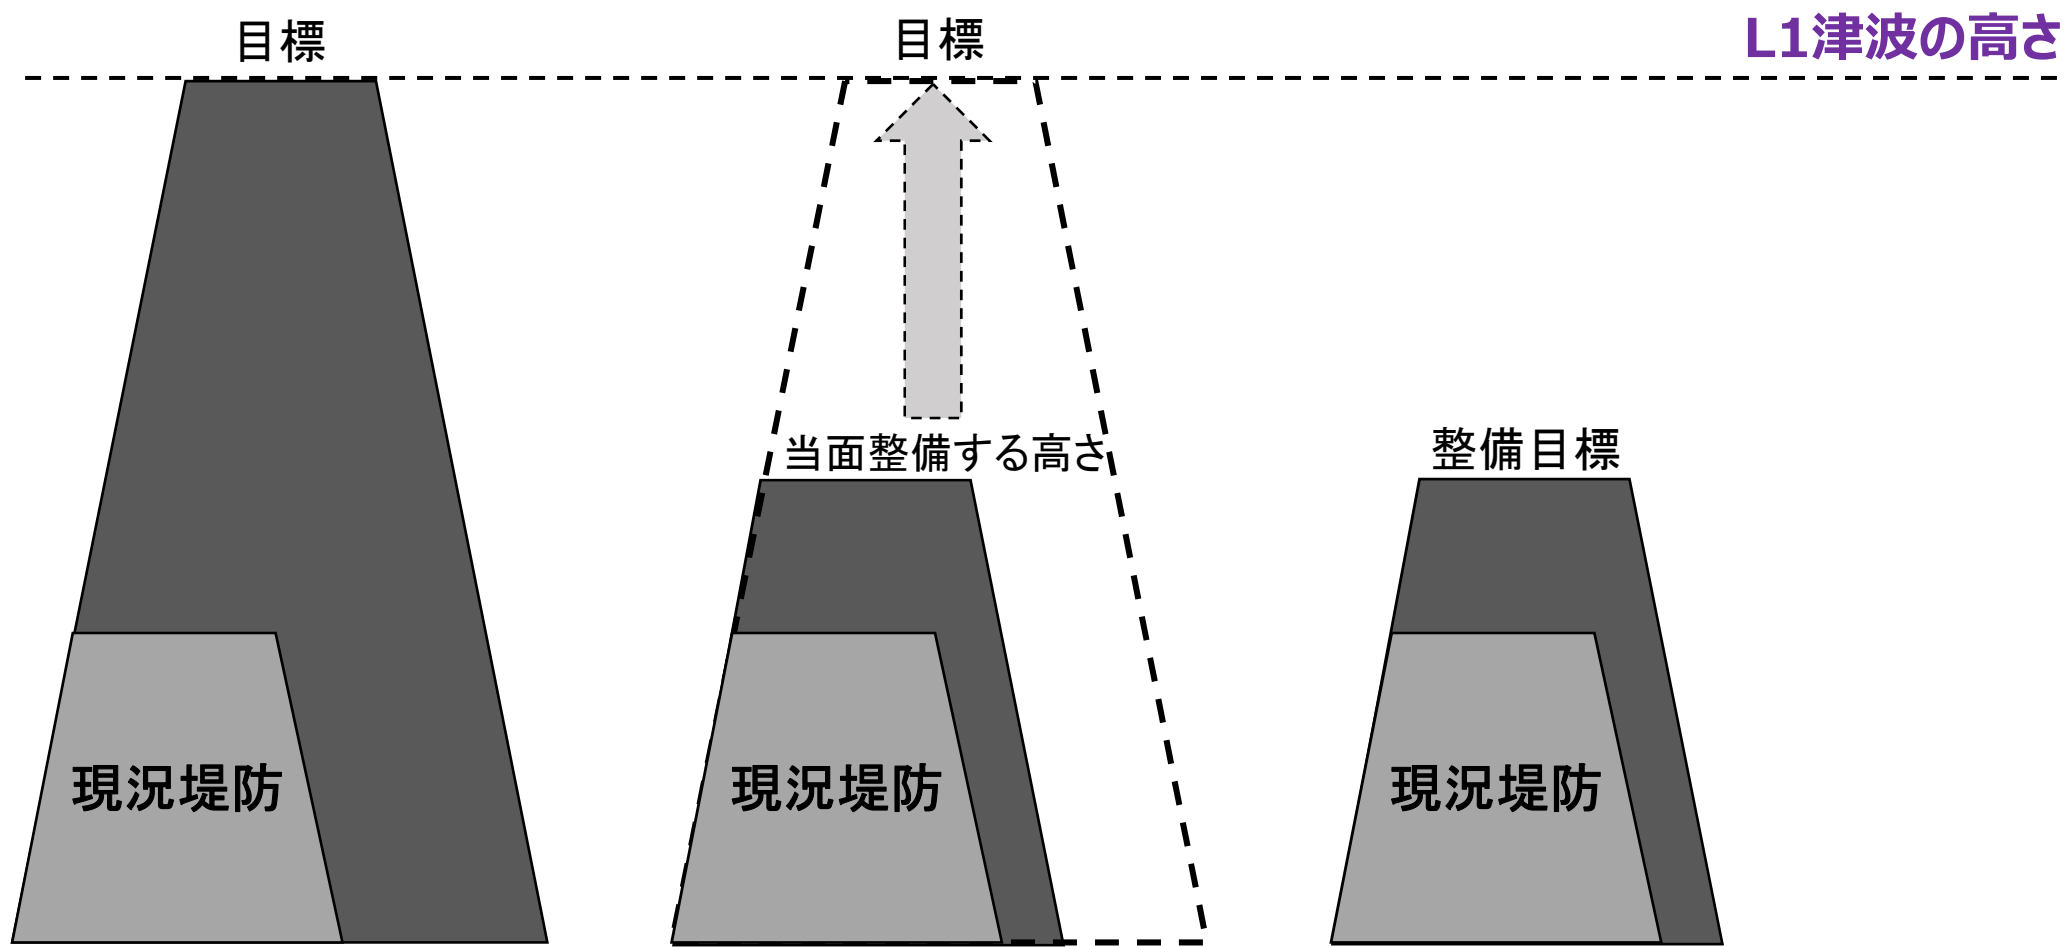 目標
目標
L1津波の高さ
当面整備する高さ
整備目標
現況堤防
現況堤防
現況堤防